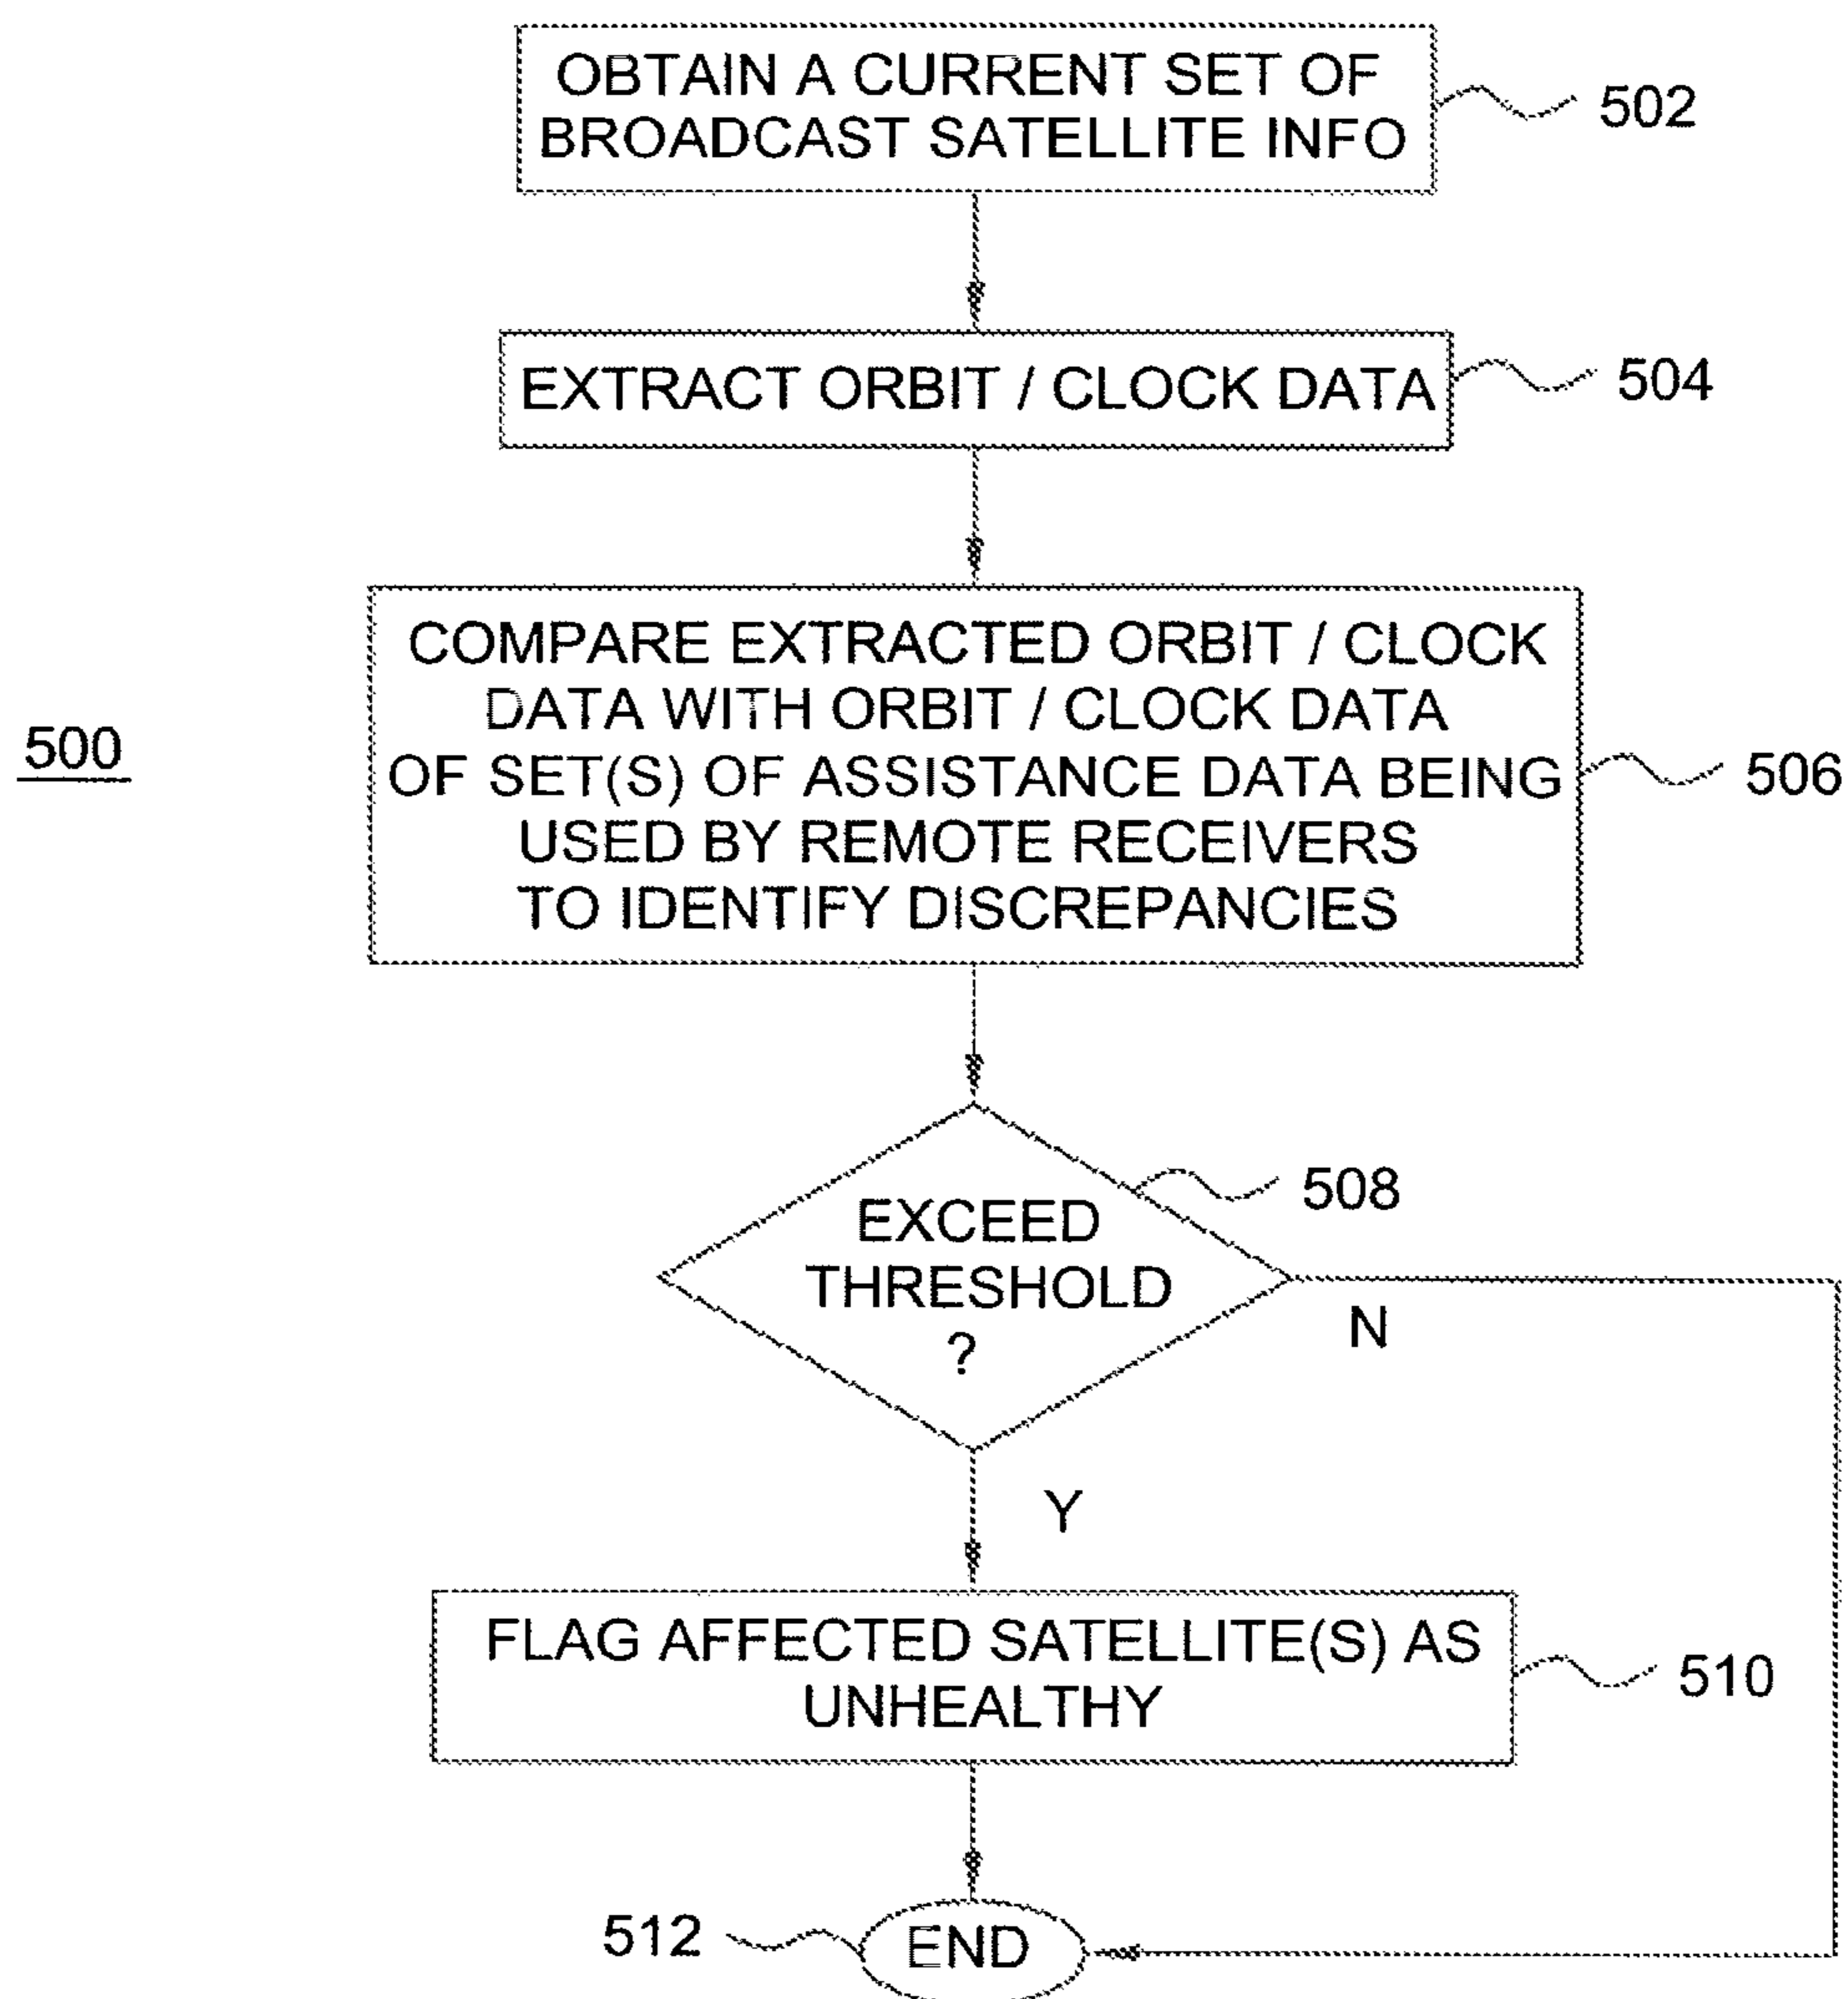 OBTAIN A CURRENT SET OF
BROADCAST SATELLITE INFO
502
EXTRACT ORBIT / CLOCK DATA
504
500
COMPARE EXTRACTED ORBIT / CLOCK
DATA WITH ORBIT / CLOCK DATA
OF SET(S) OF ASSISTANCE DATA BEING
USED BY REMOTE RECEIVERS
TO IDENTIFY DISCREPANCIES
506
EXCEED
THRESHOLD
?
508
N
Y
FLAG AFFECTED SATELLITE(S) AS
UNHEALTHY
510
512
END